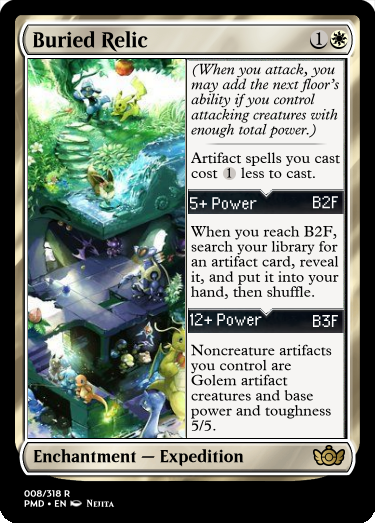 Buried Relic 1
(When you attack, you
may add the next floor's
ability if you control
attacking creatures with
enough total power.)
Artifact spells you cast
cost 1 less to cast.
5+ Power B2F
When you reach B2F,
search your library for
an artifact card, reveal
it, and put it into your
hand, then shuffle.
12+ Power B3F
Noncreature artifacts
you control are
Golem artifact
creatures and base
power and toughness
5/5.
Enchantment — Expedition
008/318 R
PMD • EN Nejita